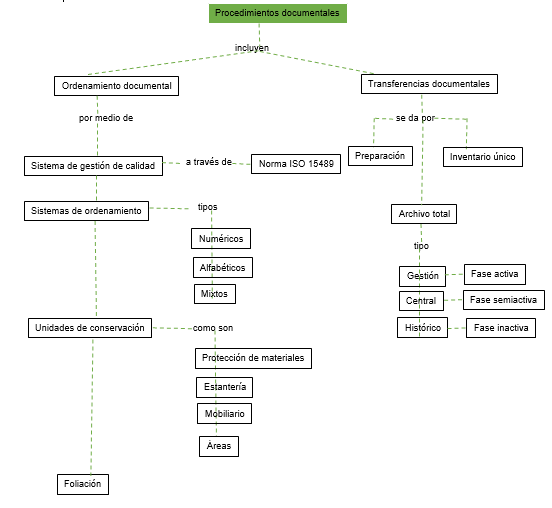 Procedimientos documentales
incluyen
Ordenamiento documental
Transferencias documentales
por medio de
se da por
Sistema de gestión de calidad
a través de
Norma ISO 15489
Preparación
Inventario único
Sistemas de ordenamiento
tipos
Archivo total
Numéricos
tipo
Alfabéticos
Gestión
Fase activa
Mixtos
Central
Fase semiactiva
Unidades de conservación
como son
Histórico
Fase inactiva
Protección de materiales
Estantería
Mobiliario
Áreas
Foliación